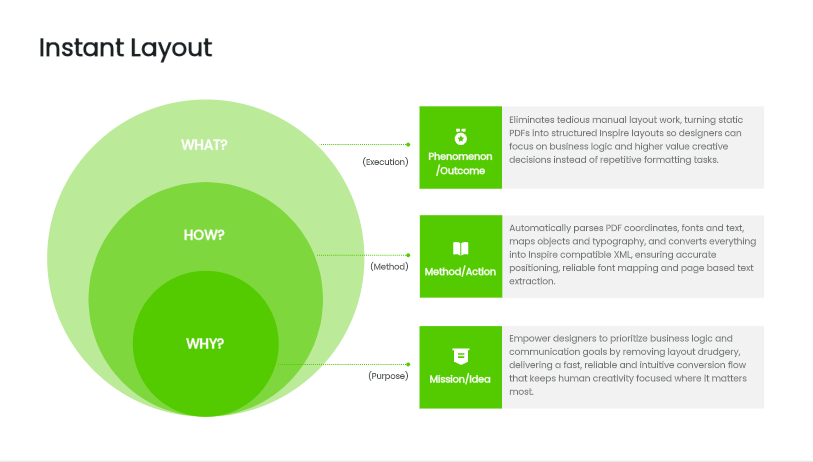 Instant Layout
WHAT?
(Execution)
Phenomenon
/Outcome
Eliminates tedious manual layout work, turning static
PDFs into structured Inspire layouts so designers can
focus on business logic and higher value creative
decisions instead of repetitive formatting tasks.
HOW?
(Method)
Method/Action
Automatically parses PDF coordinates, fonts and text,
maps objects and typography, and converts everything
into Inspire compatible XML, ensuring accurate
positioning, reliable font mapping and page based text
extraction.
WHY?
(Purpose)
Mission/Idea
Empower designers to prioritize business logic and
communication goals by removing layout drudgery,
delivering a fast, reliable and intuitive conversion flow
that keeps human creativity focused where it matters
most.